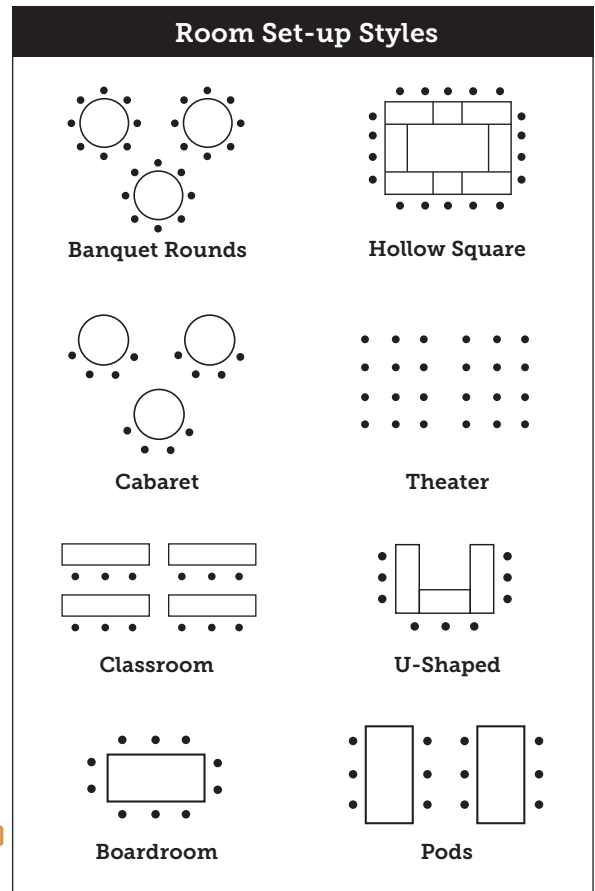 Room Set-up Styles
Banquet Rounds
Hollow Square
Cabaret
Theater
Classroom
U-Shaped
Boardroom
Pods